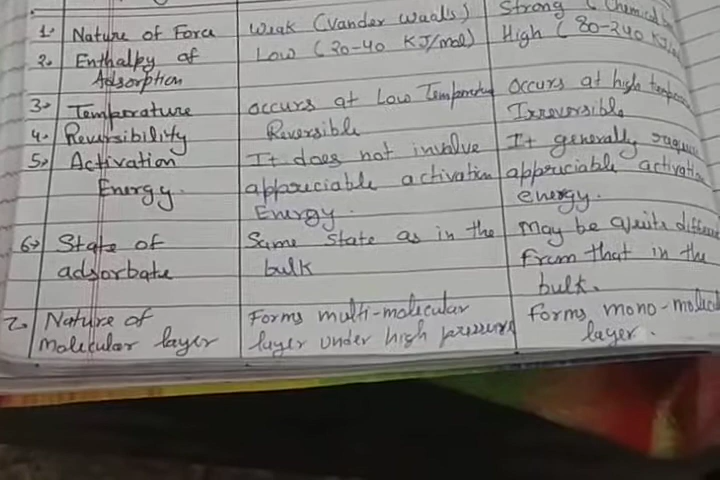 Strong (Chemical
1. Nature of Force Weak (Vander Waals)
2. Enthalpy of Low (20-40 KJ/mol) High (80-240 KJ/
Adsorption
3. Temperature occurs at Low Temperature Occurs at high
4. Reversibility Reversible Irreversible
5. Activation It does not involve It generally
Energy. appreciable activation appreciable
Energy. energy.
6. State of Same State as in the May be quite
adsorbate bulk from that in the
bulk.
7. Nature of Forms multi-molecular Forms mono-
molecular layer layer under high pressure layer.